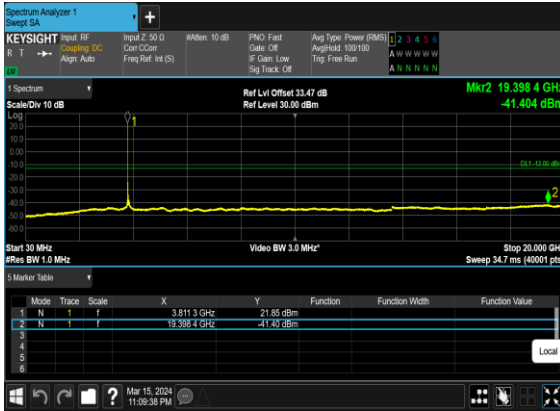 Spectrum Analyzer 1
Swept SA
+
KEYSIGHT Input: RF Input Z: 50 Ω #Atten: 10 dB PNO: Fast Avg Type: Power (RMS) 1 2 3 4 5 6
R T Coupling: DC Corr CCorr Gate: Off Avg|Hold: 100/100 A W W W W W
Align: Auto Freq Ref: Int (S) IF Gain: Low Trig: Free Run
Sig Track: Off A N N N N N
1 Spectrum Ref Lvl Offset 33.47 dB Mkr2 19.398 4 GHz
Scale/Div 10 dB Ref Level 30.00 dBm -41.404 dBm
Log
1
20.0
10.0
0.00
-10.0
DL1 -13.00 dBm
-20.0
-30.0
2
-40.0
-50.0
-60.0
Start 30 MHz Video BW 3.0 MHz* Stop 20.000 GHz
#Res BW 1.0 MHz Sweep 34.7 ms (40001 pts
5 Marker Table
Mode Trace Scale X Y Function Function Width Function Value
1 N 1 f 3.811 3 GHz 21.85 dBm
2 N 1 f 19.398 4 GHz -41.40 dBm
3
4
5
6
Local
? Mar 15, 2024
11:09:38 PM